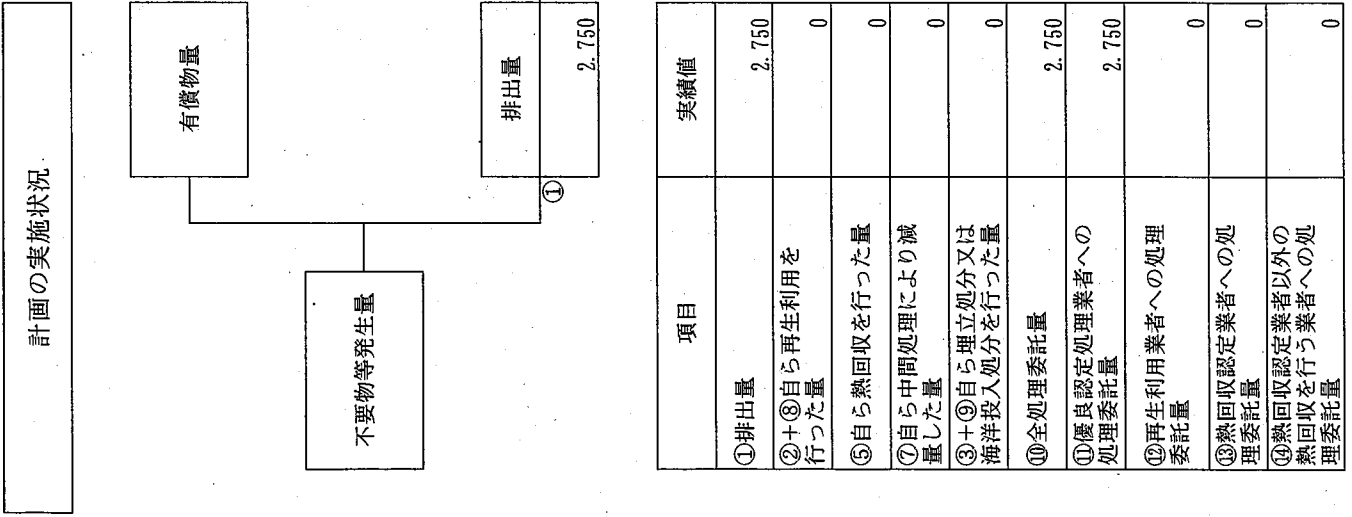 計画の実施状況
有償物量
不要物等発生量
排出量
① 2.750
項目 実績値
①排出量 2.750
②+⑧自ら再生利用を
行った量 0
⑤自ら熱回収を行った量 0
⑦自ら中間処理により減
量した量 0
③+⑨自ら埋立処分又は
海洋投入処分を行った量 0
⑩全処理委託量 2.750
⑪優良認定処理業者への
処理委託量 2.750
⑫再生利用業者への処理
委託量 0
⑬熱回収認定業者への処
理委託量 0
⑭熱回収認定業者以外の
熱回収を行う業者への処
理委託量 0